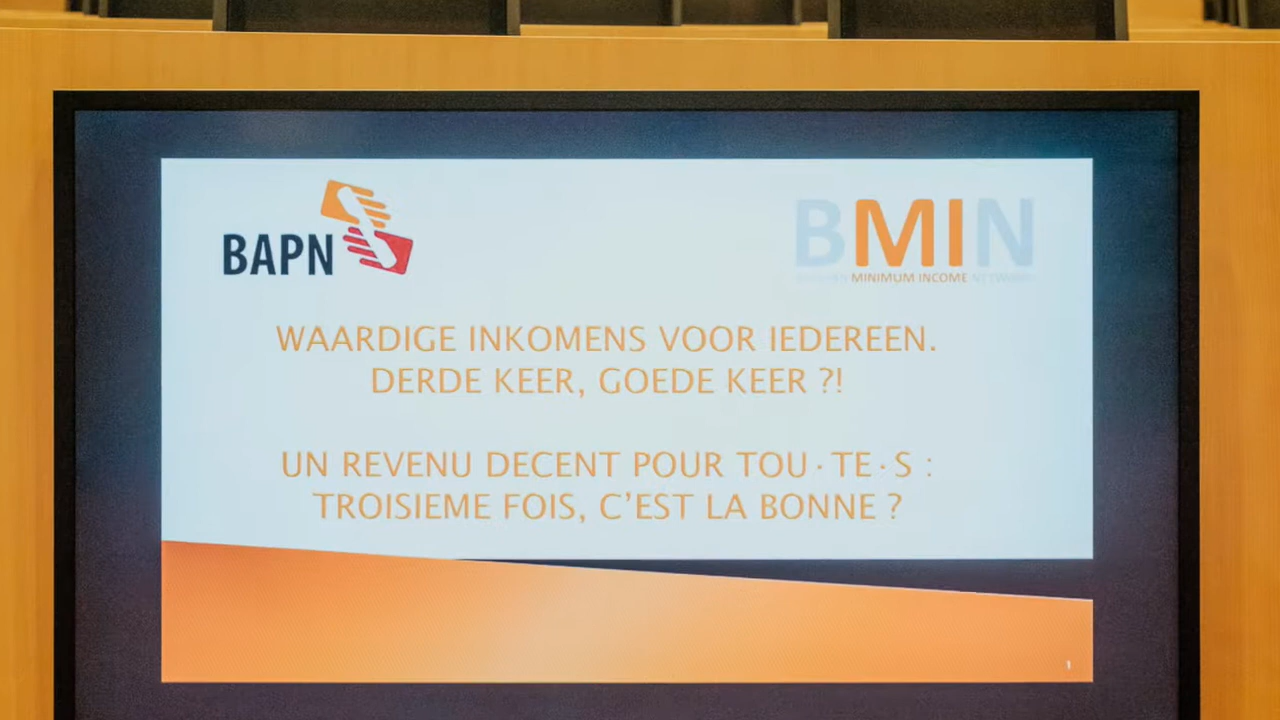 BAPN
BMIN
MINIMUM INCOME
WAARDIGE INKOMENS VOOR IEDEREEN.
DERDE KEER, GOEDE KEER ?!
UN REVENU DECENT POUR TOU·TE·S :
TROISIEME FOIS, C'EST LA BONNE ?
1